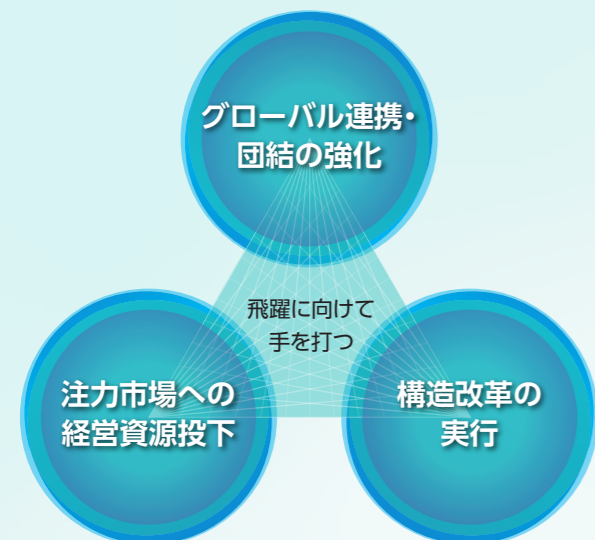 グローバル連携・
団結の強化
飛躍に向けて
手を打つ
注力市場への
経営資源投下
構造改革の
実行